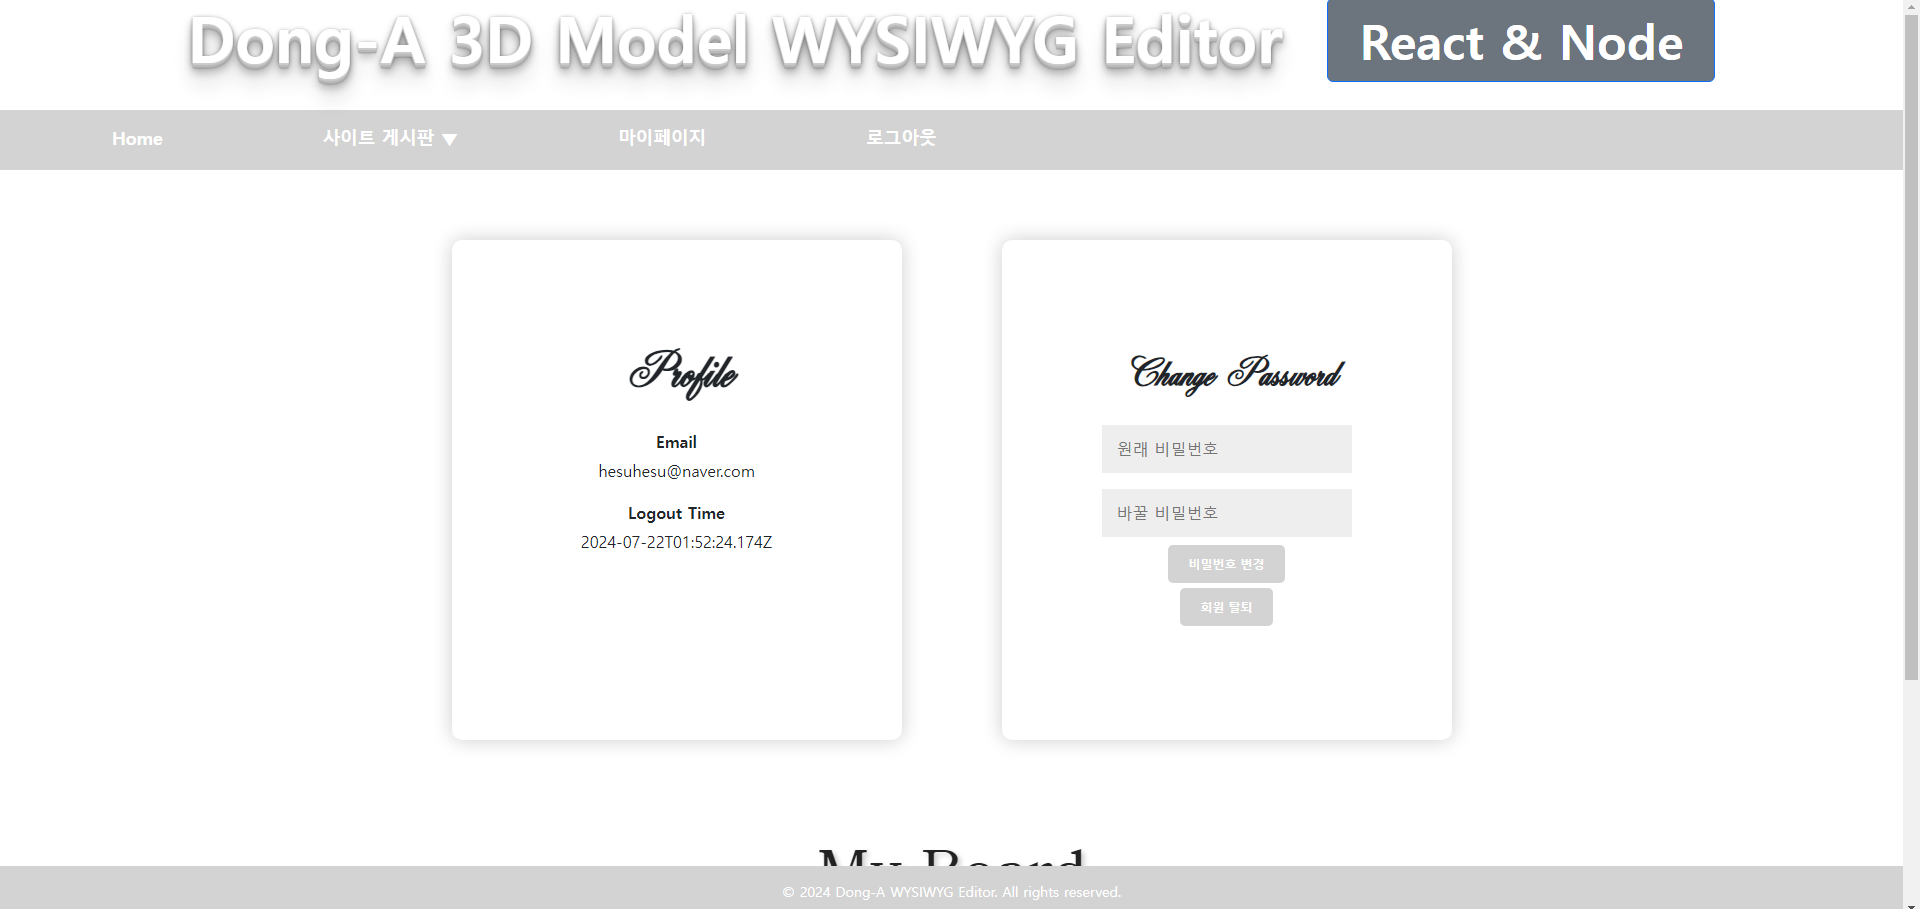 Dong-A 3D Model WYSIWYG Editor React & Node
Home 사이트 게시판 ▼ 마이페이지 로그아웃
Profile
Email
hesuhesu@naver.com
Logout Time
2024-07-22T01:52:24.174Z
Change Password
원래 비밀번호
바꿀 비밀번호
비밀번호 변경
회원 탈퇴
My Board
© 2024 Dong-A WYSIWYG Editor. All rights reserved.